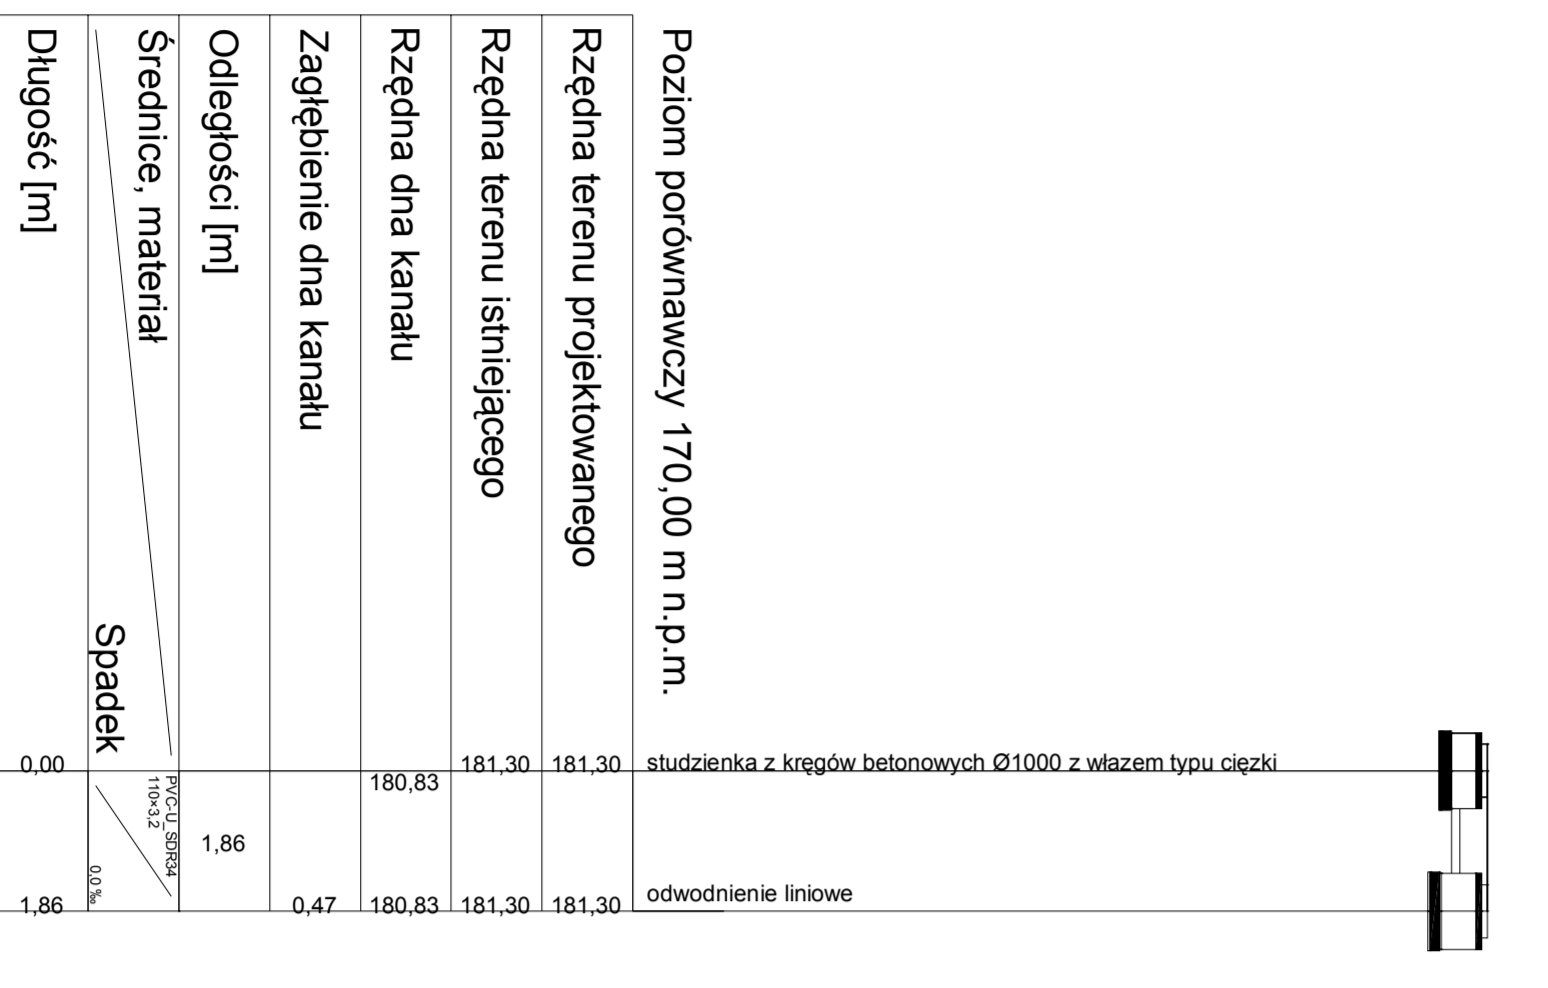 Poziom porównawczy 170,00 m n.p.m.
Rzędna terenu projektowanego
Rzędna terenu istniejącego
Rzędna dna kanału
Zagłębienie dna kanału
Odległości [m]
Średnice, materiał
Spadek
Długość [m]
0,00
181,30
181,30
studzienka z kręgów betonowych Ø1000 z włazem typu cięzki
180,83
PVC-U_SDR34
110×3,2
1,86
0,0 ‰
1,86
0,47
180,83
181,30
181,30
odwodnienie liniowe